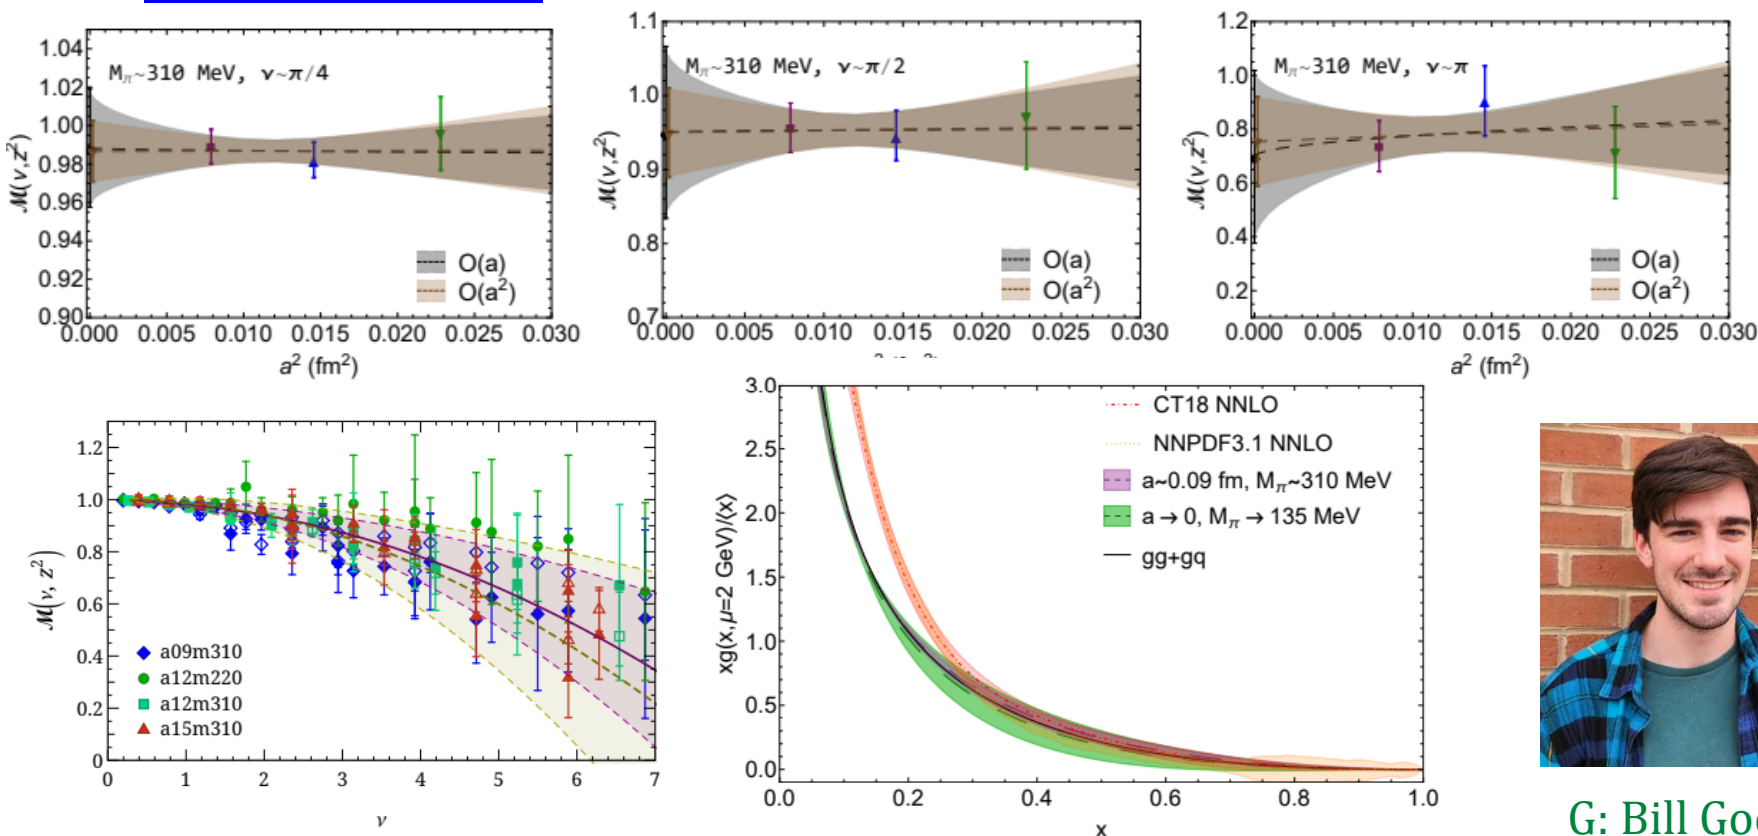 1.04
1.02
1.00
0.98
0.96
0.94
0.92
0.90
ℳ(ν,z²)
Mπ~310 MeV, ν~π/4
O(a)
O(a²)
0.000 0.005 0.010 0.015 0.020 0.025 0.030
a² (fm²)
1.1
1.0
0.9
0.8
0.7
ℳ(ν,z²)
Mπ~310 MeV, ν~π/2
O(a)
O(a²)
0.000 0.005 0.010 0.015 0.020 0.025 0.030
1.2
1.0
0.8
0.6
0.4
0.2
ℳ(ν,z²)
Mπ~310 MeV, ν~π
O(a)
O(a²)
0.000 0.005 0.010 0.015 0.020 0.025 0.030
a² (fm²)
1.2
1.0
0.8
0.6
0.4
0.2
0
ℳ(ν, z²)
a09m310
a12m220
a12m310
a15m310
0 1 2 3 4 5 6 7
ν
3.0
2.5
2.0
1.5
1.0
0.5
0.0
xg(x,μ=2 GeV)/⟨x⟩
CT18 NNLO
NNPDF3.1 NNLO
a~0.09 fm, Mπ~310 MeV
a → 0, Mπ → 135 MeV
gg+gq
0.0 0.2 0.4 0.6 0.8 1.0
x
G: Bill